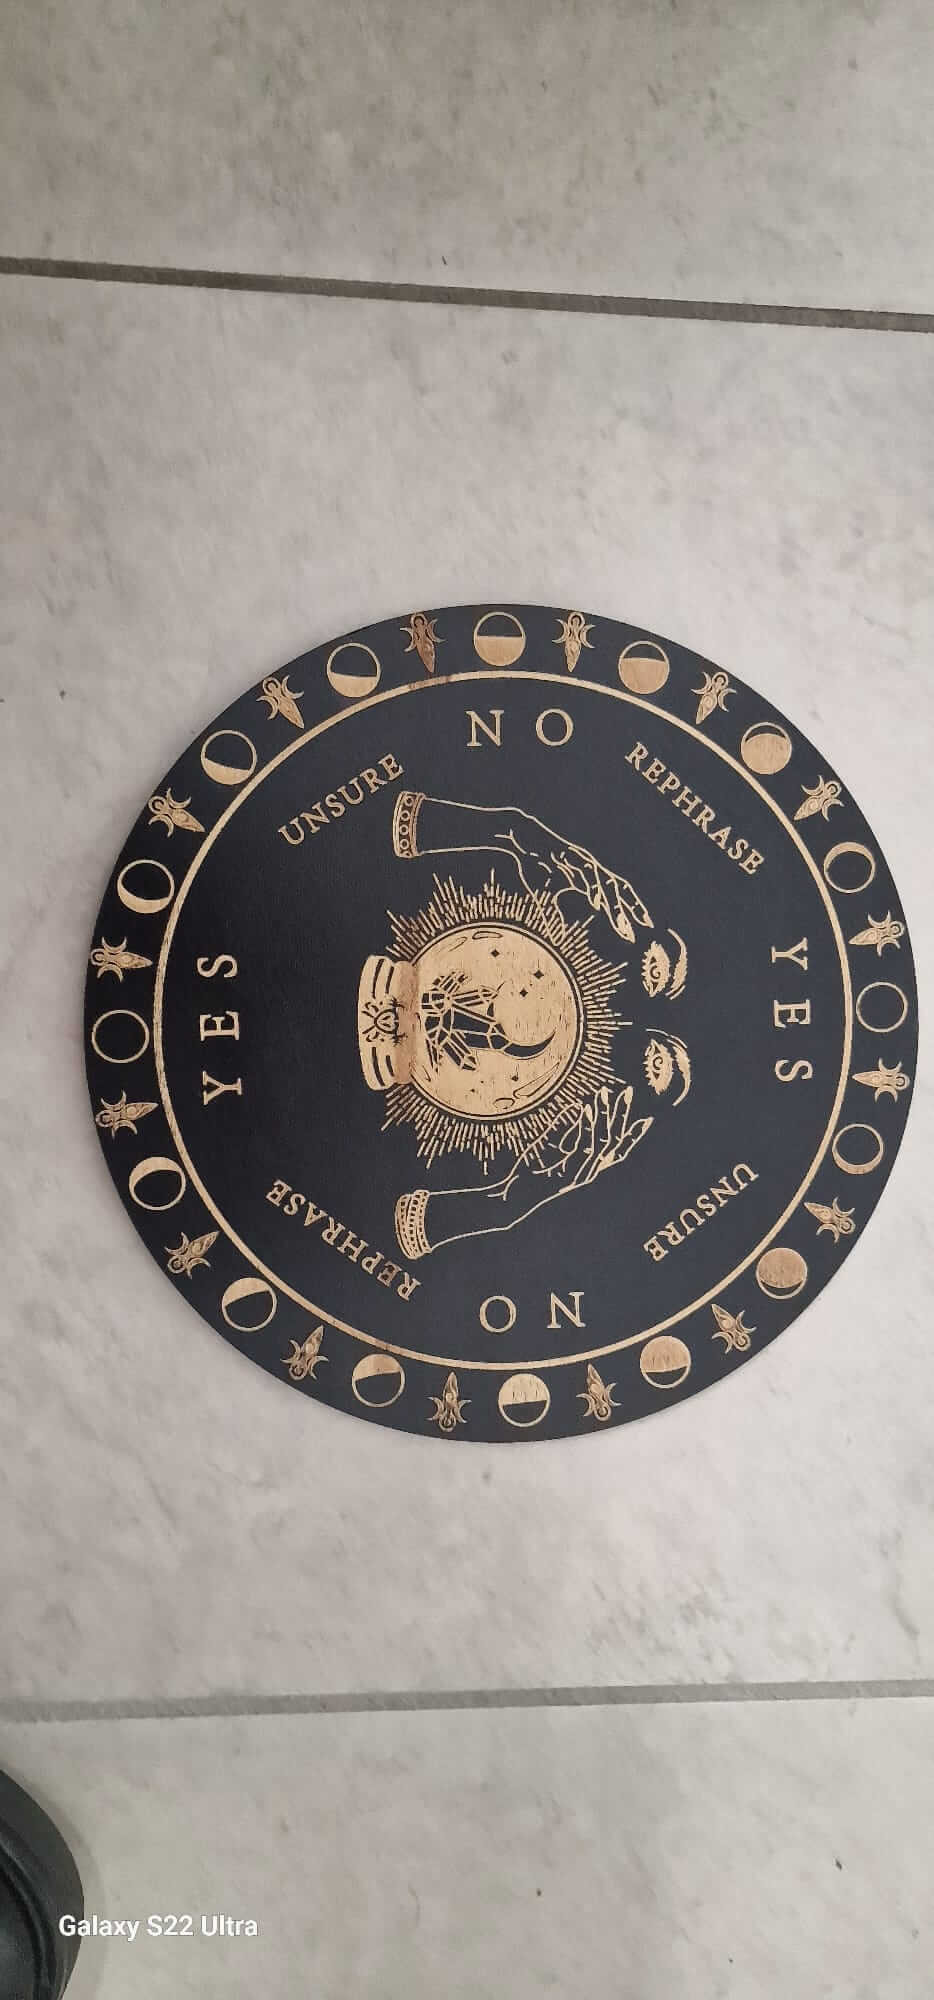 NO
REPHRASE
YES
UNSURE
NO
REPHRASE
YES
UNSURE
Galaxy S22 Ultra